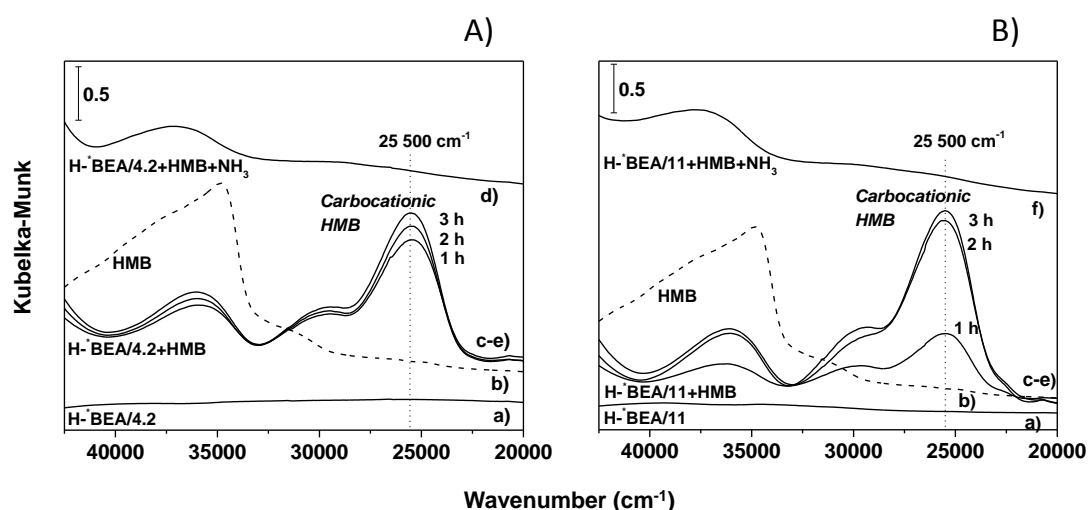 A)
0.5
H-*BEA/4.2+HMB+NH3
25 500 cm-1
d)
Carbocationic
HMB
3 h
2 h
1 h
HMB
H-*BEA/4.2+HMB
c-e)
b)
H-*BEA/4.2
a)
40000 35000 30000 25000 20000
B)
0.5
H-*BEA/11+HMB+NH3
25 500 cm-1
f)
Carbocationic
HMB
3 h
2 h
HMB
1 h
c-e)
H-*BEA/11+HMB
b)
H-*BEA/11
a)
40000 35000 30000 25000 20000
Kubelka-Munk
Wavenumber (cm-1)